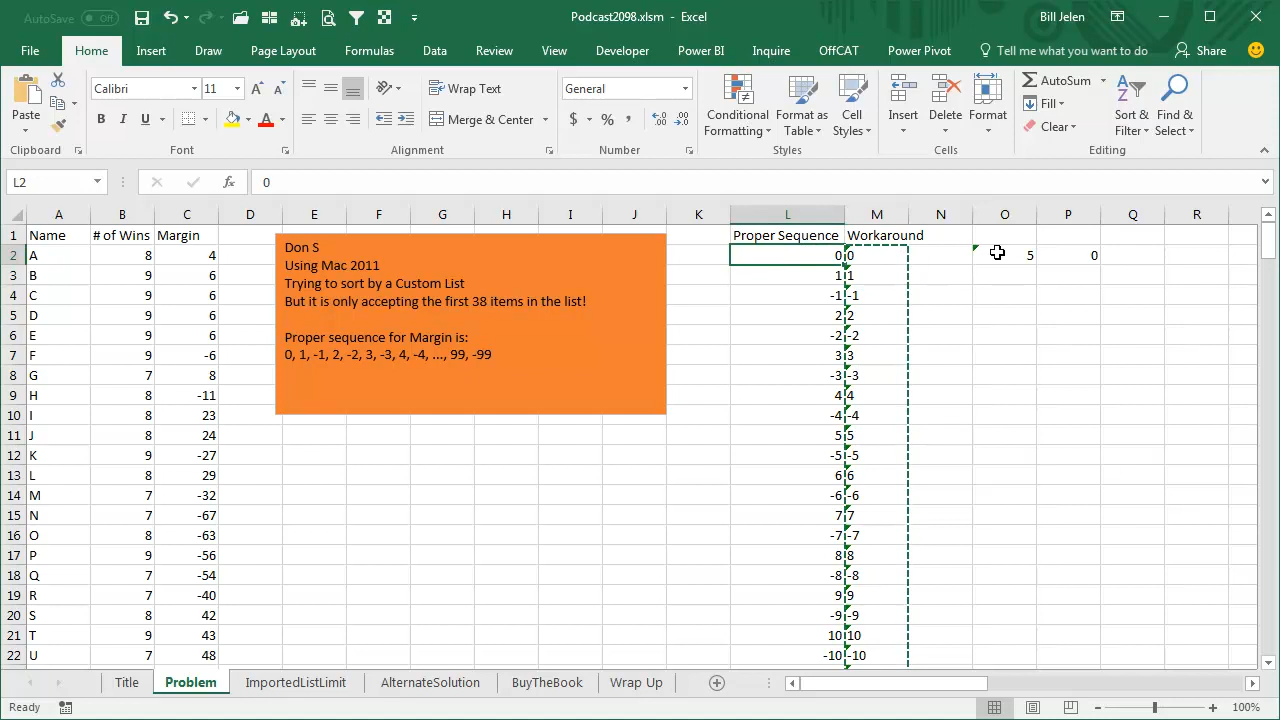 AutoSave Off
Podcast2098.xlsm - Excel
Bill Jelen
File Home Insert Draw Page Layout Formulas Data Review View Developer Power BI Inquire OffCAT Power Pivot Tell me what you want to do Share
Paste
Calibri 11
Wrap Text
General
Conditional Formatting
Format as Table
Cell Styles
Insert
Delete
Format
AutoSum
Fill
Clear
Sort & Filter
Find & Select
B I U A
Merge & Center
$ % ,
Clipboard Font Alignment Number Styles Cells Editing
L2 fx 0
A B C D E F G H I J K L M N O P Q R
1 Name # of Wins Margin Proper Sequence Workaround
2 A 8 4 0 0 5 0
3 B 9 6 1 1
4 C 9 6 -1 -1
5 D 9 6 2 2
6 E 9 6 -2 -2
7 F 9 -6 3 3
8 G 7 8 -3 -3
9 H 8 -11 4 4
10 I 8 23 -4 -4
11 J 8 24 5 5
12 K 9 -27 -5 -5
13 L 8 29 6 6
14 M 7 -32 -6 -6
15 N 7 -67 7 7
16 O 8 -63 -7 -7
17 P 9 -56 8 8
18 Q 7 -54 -8 -8
19 R 7 -40 9 9
20 S 8 42 -9 -9
21 T 9 43 10 10
22 U 7 48 -10 -10
Don S
Using Mac 2011
Trying to sort by a Custom List
But it is only accepting the first 38 items in the list!
Proper sequence for Margin is:
0, 1, -1, 2, -2, 3, -3, 4, -4, ..., 99, -99
Title Problem ImportedListLimit AlternateSolution BuyTheBook Wrap Up
Ready
100%